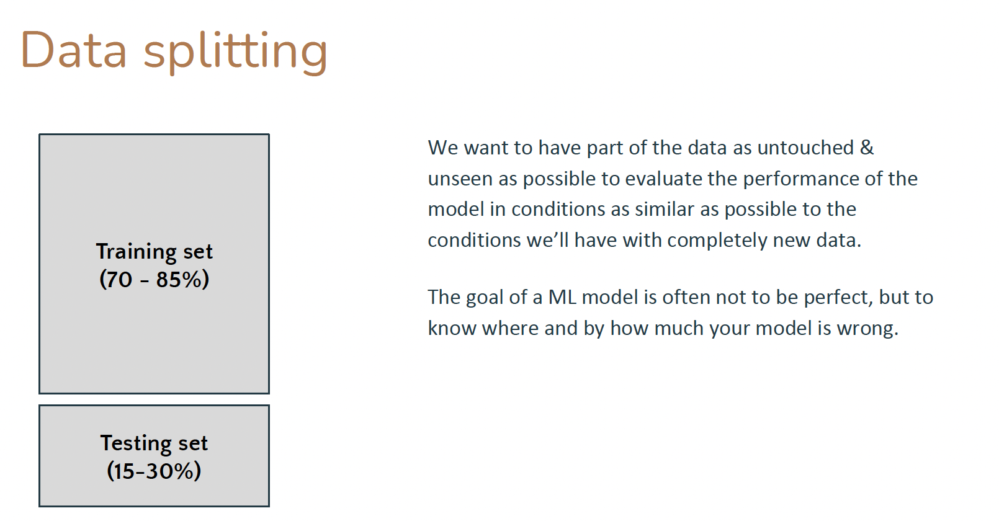 Data splitting
Training set
(70 - 85%)
Testing set
(15-30%)
We want to have part of the data as untouched &
unseen as possible to evaluate the performance of the
model in conditions as similar as possible to the
conditions we’ll have with completely new data.
The goal of a ML model is often not to be perfect, but to
know where and by how much your model is wrong.